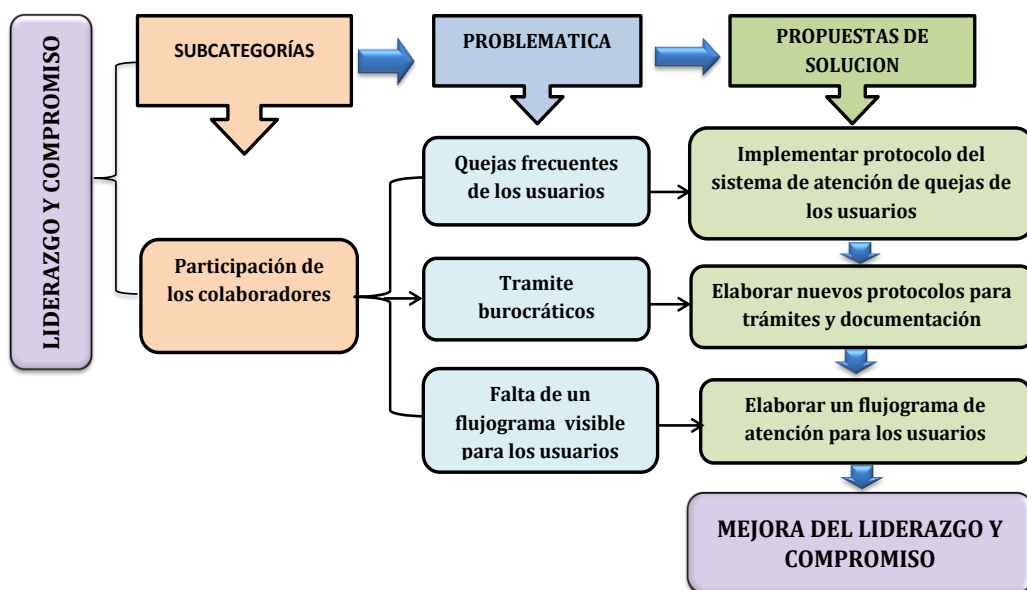 LIDERAZGO Y COMPROMISO
SUBCATEGORÍAS
PROBLEMATICA
PROPUESTAS DE
SOLUCION
Participación de
los colaboradores
Quejas frecuentes
de los usuarios
Implementar protocolo del
sistema de atención de quejas de
los usuarios
Tramite
burocráticos
Elaborar nuevos protocolos para
trámites y documentación
Falta de un
flujograma visible
para los usuarios
Elaborar un flujograma de
atención para los usuarios
MEJORA DEL LIDERAZGO Y
COMPROMISO